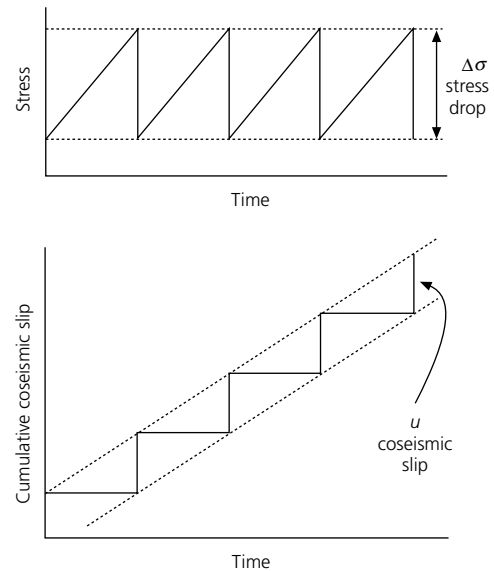 Stress
Δσ
stress
drop
Time
Cumulative coseismic slip
u
coseismic
slip
Time